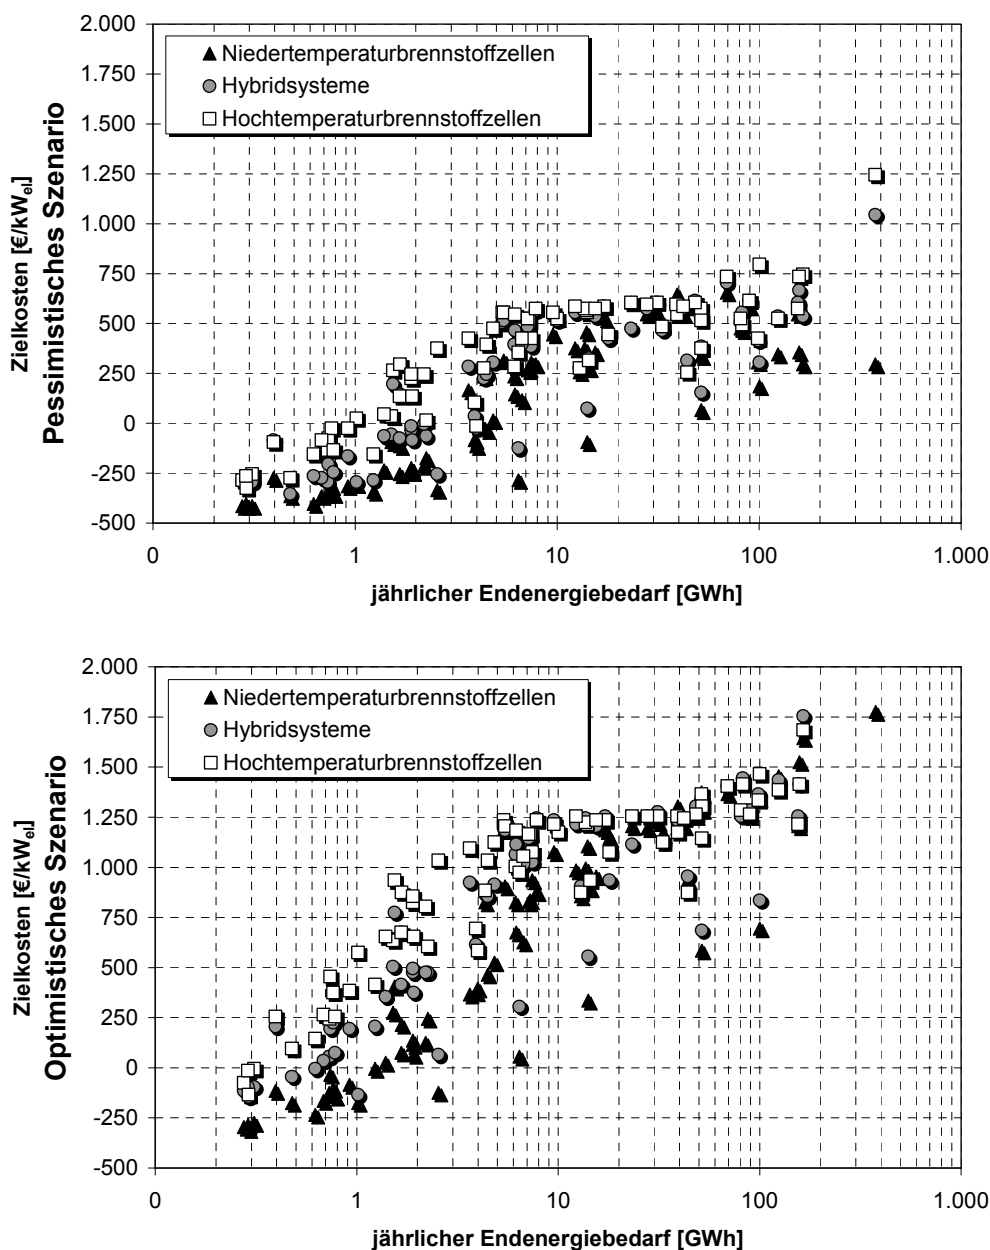 2.000
1.750
1.500
1.250
1.000
750
500
250
0
-250
-500
Zielkosten [€/kWel]
Pessimistisches Szenario
Niedertemperaturbrennstoffzellen
Hybridsysteme
Hochtemperaturbrennstoffzellen
0 1 10 100 1.000
jährlicher Endenergiebedarf [GWh]
2.000
1.750
1.500
1.250
1.000
750
500
250
0
-250
-500
Zielkosten [€/kWel]
Optimistisches Szenario
Niedertemperaturbrennstoffzellen
Hybridsysteme
Hochtemperaturbrennstoffzellen
0 1 10 100 1.000
jährlicher Endenergiebedarf [GWh]